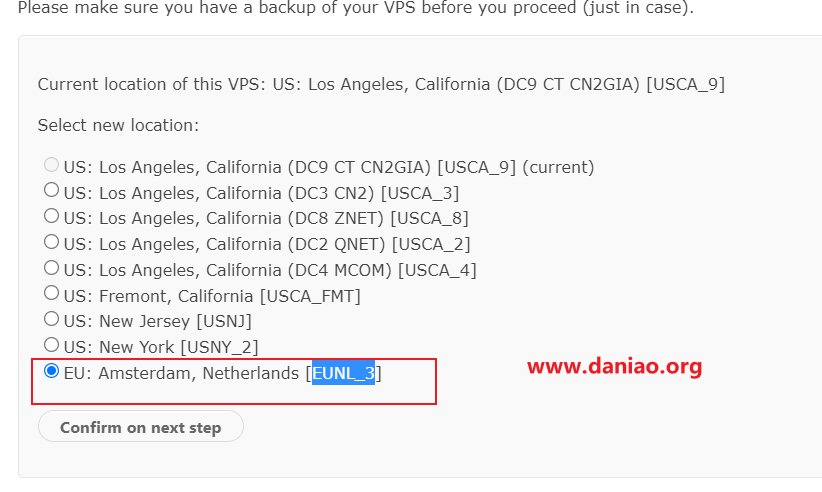 Please make sure you have a backup of your VPS before you proceed (just in case).
Current location of this VPS: US: Los Angeles, California (DC9 CT CN2GIA) [USCA_9]
Select new location:
US: Los Angeles, California (DC9 CT CN2GIA) [USCA_9] (current)
US: Los Angeles, California (DC3 CN2) [USCA_3]
US: Los Angeles, California (DC8 ZNET) [USCA_8]
US: Los Angeles, California (DC2 QNET) [USCA_2]
US: Los Angeles, California (DC4 MCOM) [USCA_4]
US: Fremont, California [USCA_FMT]
US: New Jersey [USNJ]
US: New York [USNY_2]
EU: Amsterdam, Netherlands [EUNL_3]
www.daniao.org
Confirm on next step